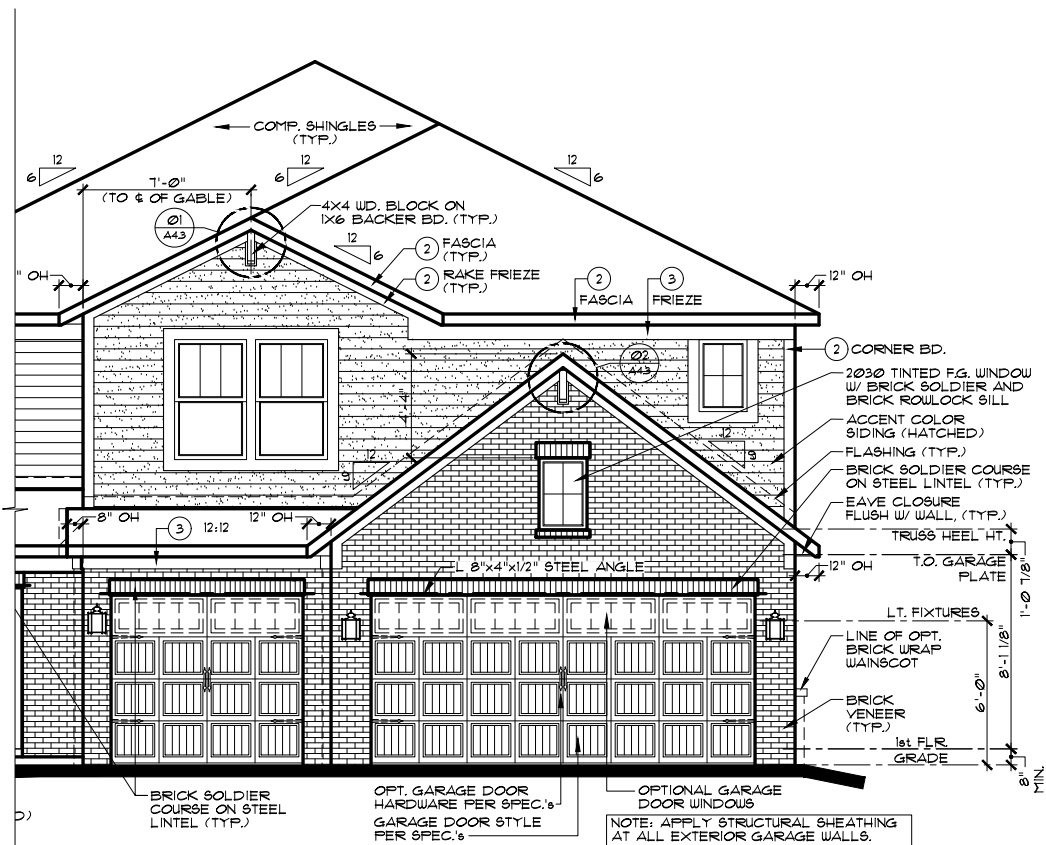 COMP. SHINGLES
(TYP.)
12
6
12
6
12
6
7'-0"
(TO ℄ OF GABLE)
01
A4.3
4X4 WD. BLOCK ON
1X6 BACKER BD. (TYP.)
12
6
2 FASCIA
(TYP.)
2 RAKE FRIEZE
(TYP.)
" OH
2
FASCIA
3
FRIEZE
12" OH
02
A4.3
2 CORNER BD.
2030 TINTED F.G. WINDOW
W/ BRICK SOLDIER AND
BRICK ROWLOCK SILL
4'-4"
ACCENT COLOR
SIDING (HATCHED)
12
9
12
9
FLASHING (TYP.)
BRICK SOLDIER COURSE
ON STEEL LINTEL (TYP.)
EAVE CLOSURE
FLUSH W/ WALL, (TYP.)
8" OH
3 12:12
12" OH
TRUSS HEEL HT.
T.O. GARAGE
PLATE
12" OH
1'-0 7/8"
L 8"x4"x1/2" STEEL ANGLE
LT. FIXTURES
LINE OF OPT.
BRICK WRAP
WAINSCOT
8'-1 1/8"
6'-0"
BRICK
VENEER
(TYP.)
1st FLR.
GRADE
8"
MIN.
BRICK SOLDIER
COURSE ON STEEL
LINTEL (TYP.)
OPT. GARAGE DOOR
HARDWARE PER SPEC.'s
GARAGE DOOR STYLE
PER SPEC.'s
OPTIONAL GARAGE
DOOR WINDOWS
NOTE: APPLY STRUCTURAL SHEATHING
AT ALL EXTERIOR GARAGE WALLS.